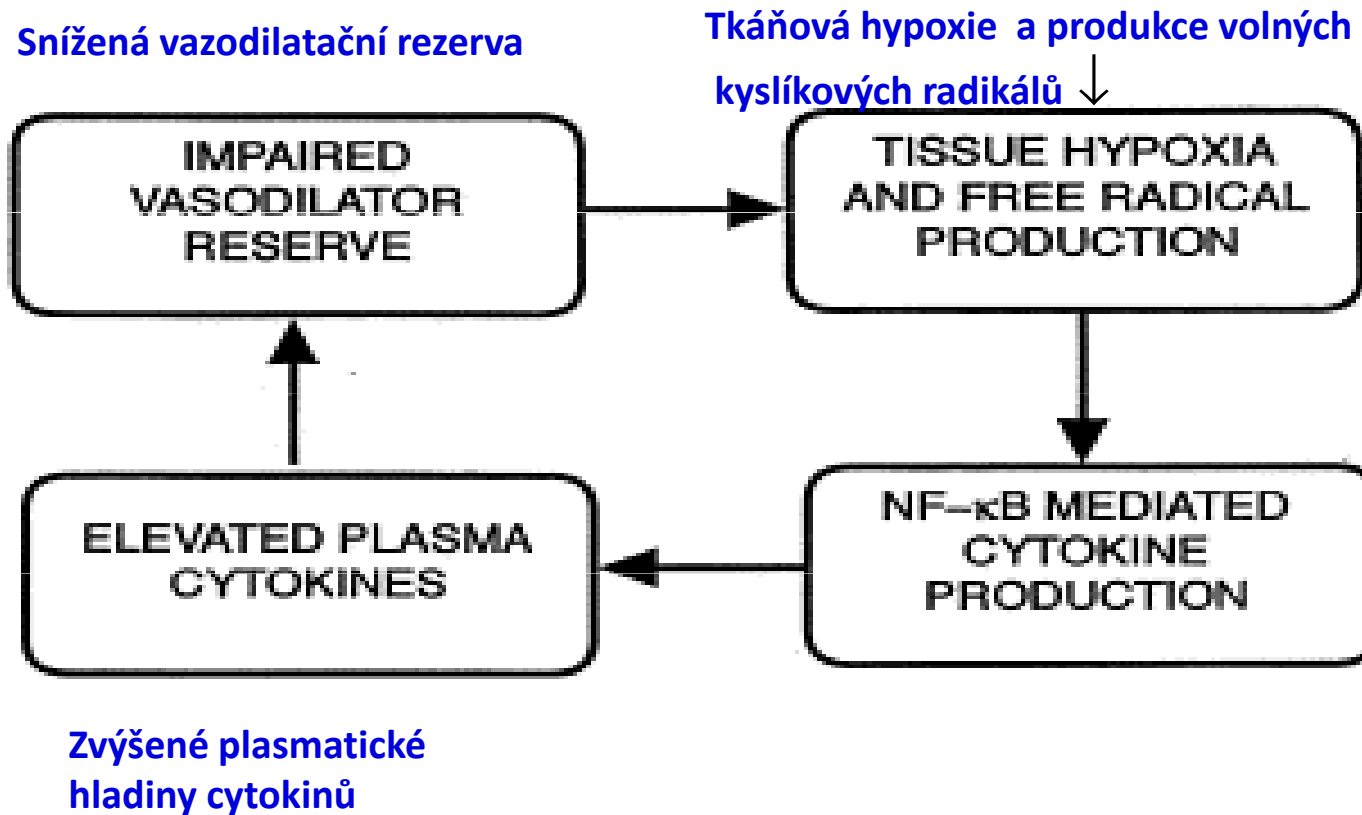 Snížená vazodilatační rezerva
Tkáňová hypoxie a produkce volných
kyslíkových radikálů ↓
IMPAIRED
VASODILATOR
RESERVE
TISSUE HYPOXIA
AND FREE RADICAL
PRODUCTION
ELEVATED PLASMA
CYTOKINES
NF-κB MEDIATED
CYTOKINE
PRODUCTION
Zvýšené plasmatické
hladiny cytokinů